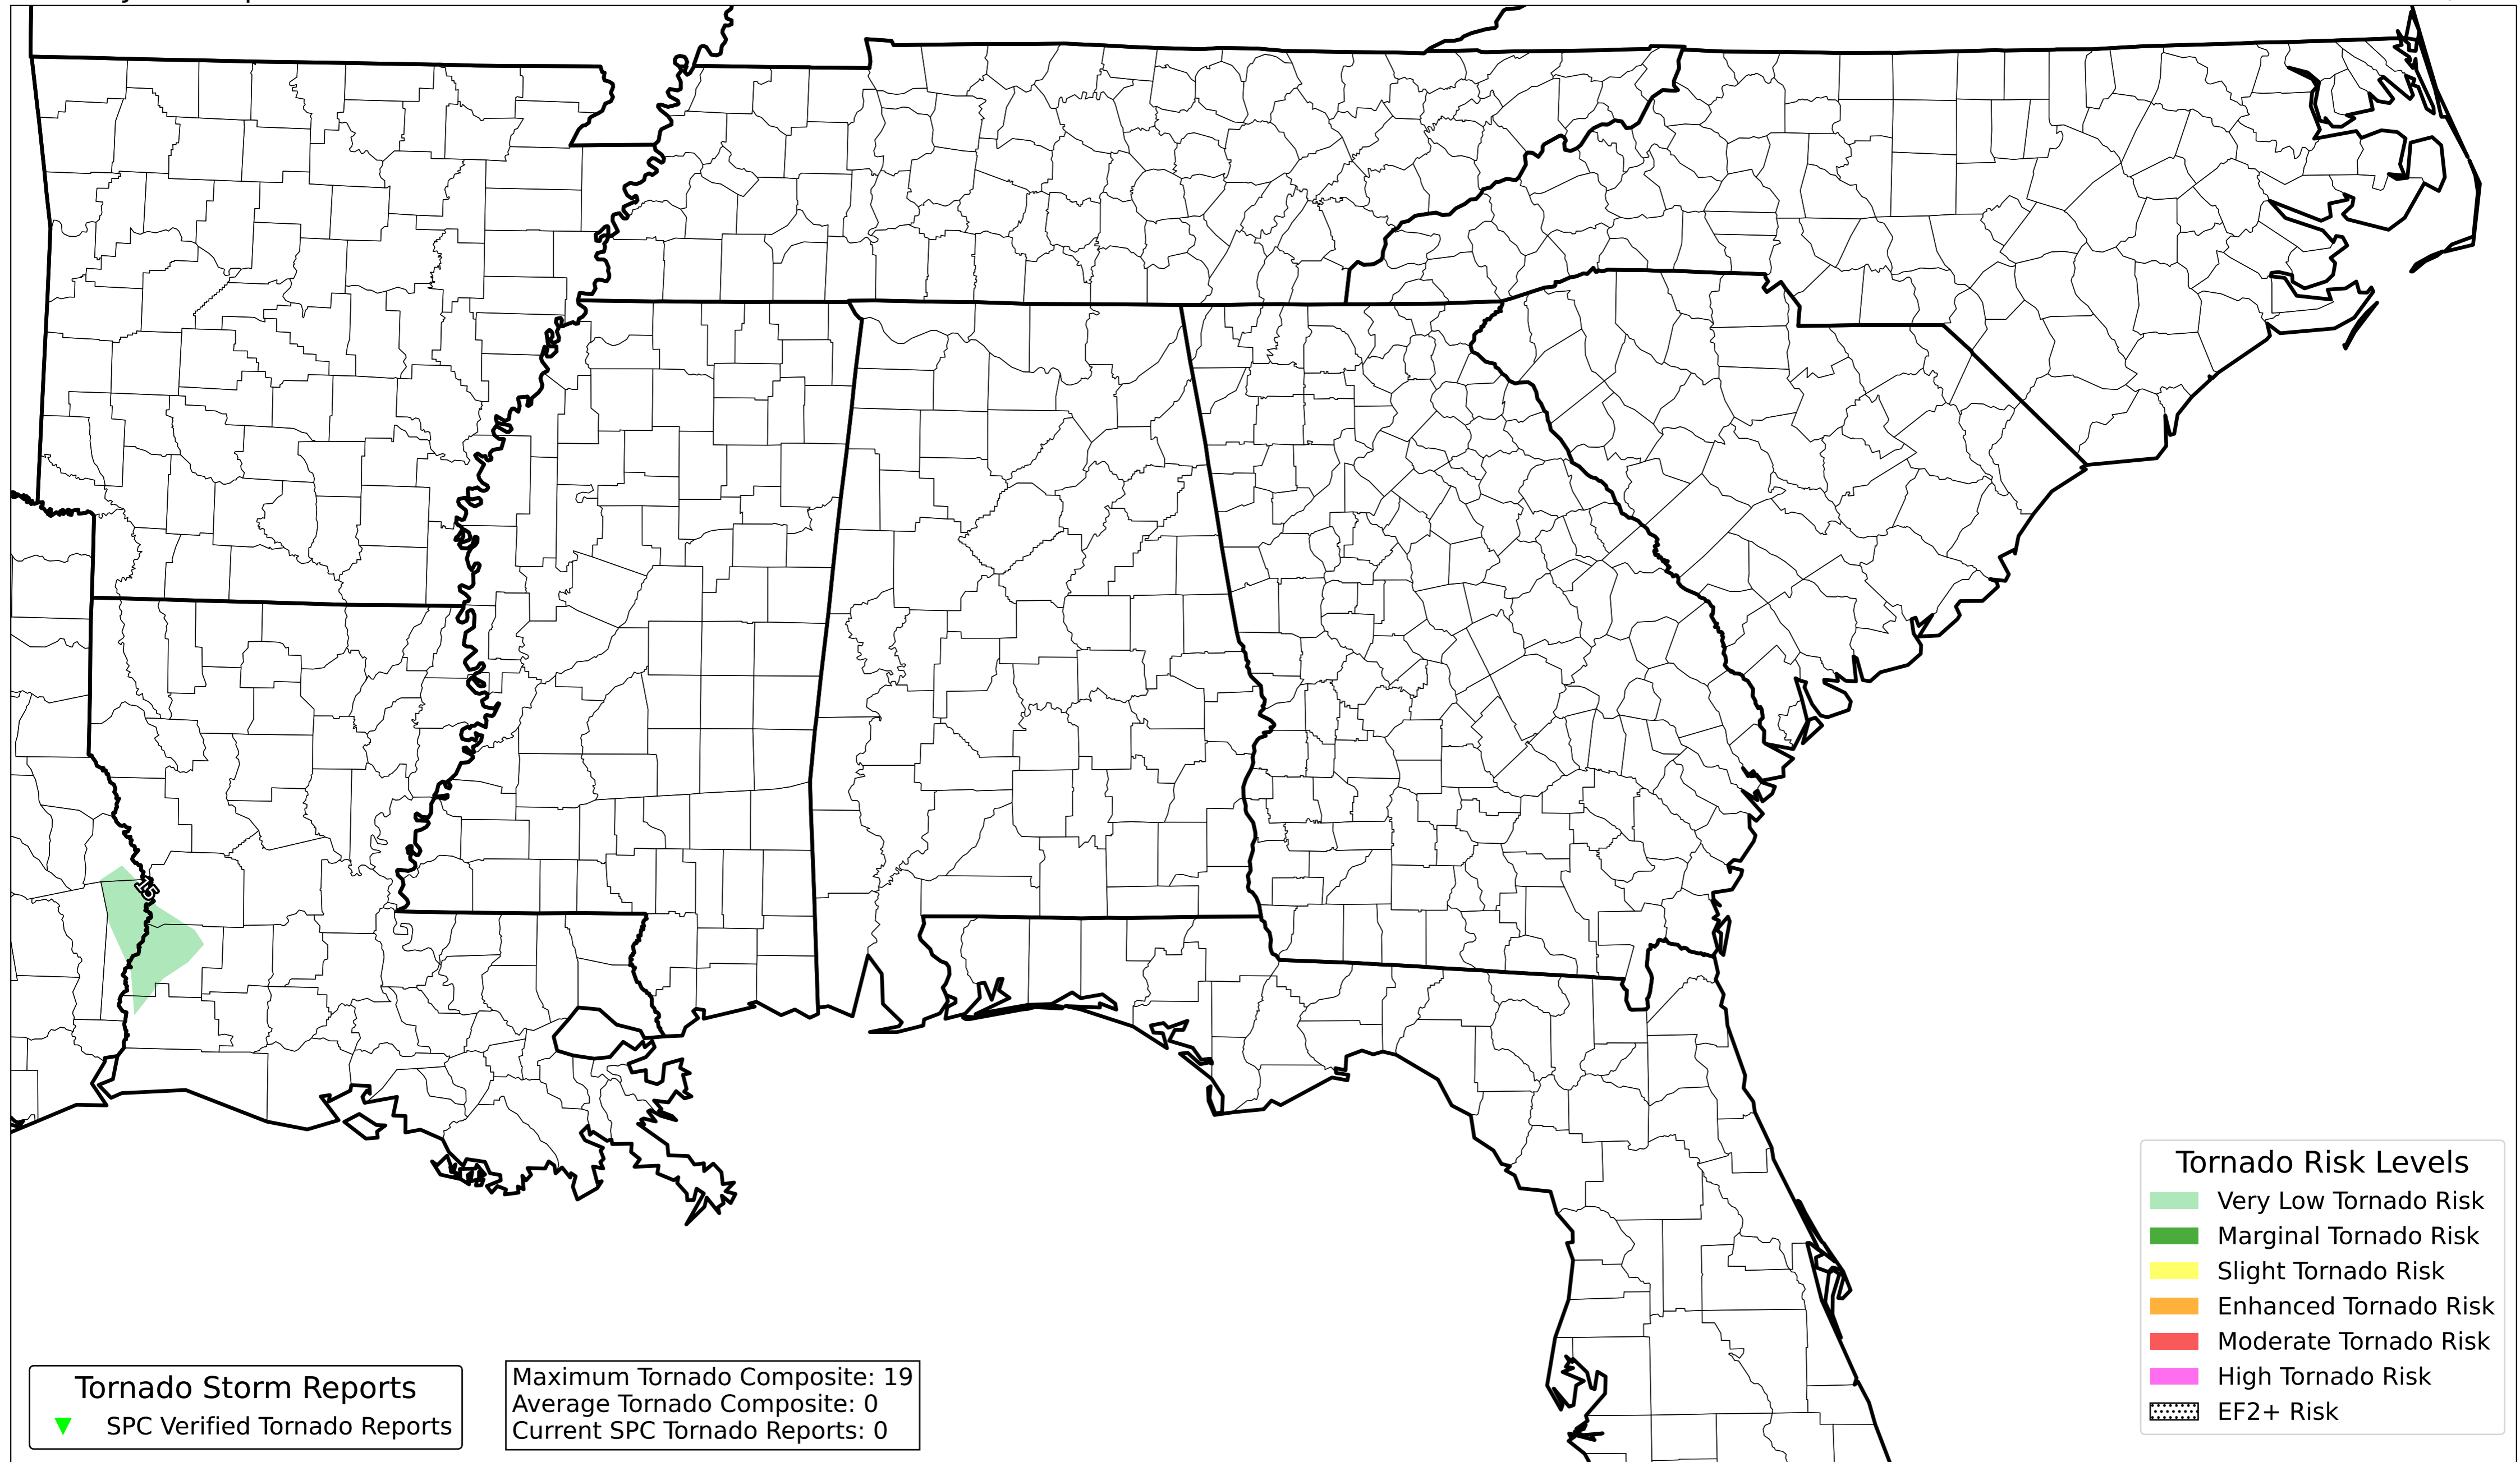 15
Tornado Risk Levels
Very Low Tornado Risk
Marginal Tornado Risk
Slight Tornado Risk
Enhanced Tornado Risk
Moderate Tornado Risk
High Tornado Risk
EF2+ Risk
Tornado Storm Reports
SPC Verified Tornado Reports
Maximum Tornado Composite: 19
Average Tornado Composite: 0
Current SPC Tornado Reports: 0